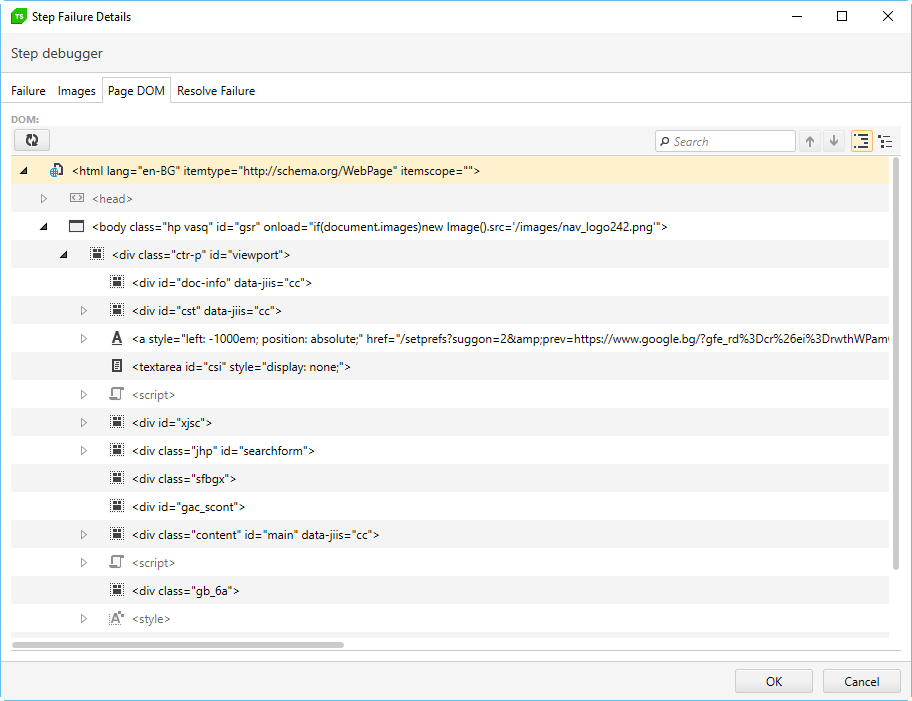 TS Step Failure Details
Step debugger
Failure Images Page DOM Resolve Failure
DOM:
Search
<html lang="en-BG" itemtype="http://schema.org/WebPage" itemscope="">
<head>
<body class="hp vasq" id="gsr" onload="if(document.images)new Image().src='/images/nav_logo242.png'">
<div class="ctr-p" id="viewport">
<div id="doc-info" data-jiis="cc">
<div id="cst" data-jiis="cc">
<a style="left: -1000em; position: absolute;" href="/setprefs?suggon=2&amp;prev=https://www.google.bg/?gfe_rd%3Dcr%26ei%3DrwthWPam
<textarea id="csi" style="display: none;">
<script>
<div id="xjsc">
<div class="jhp" id="searchform">
<div class="sfbgx">
<div id="gac_scont">
<div class="content" id="main" data-jiis="cc">
<script>
<div class="gb_6a">
<style>
OK Cancel